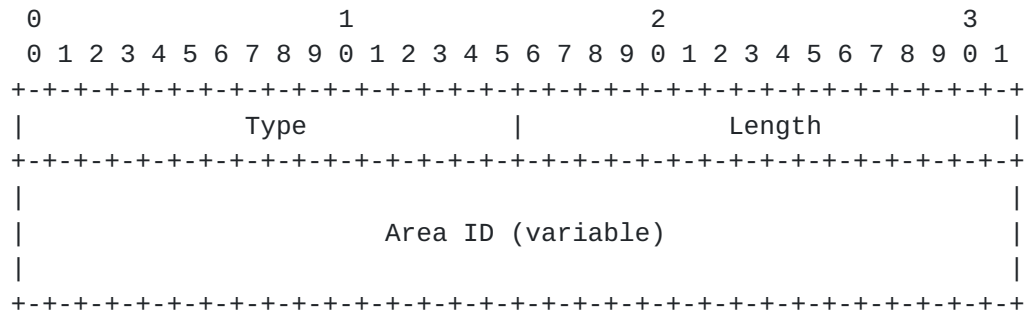 0                   1                   2                   3
 0 1 2 3 4 5 6 7 8 9 0 1 2 3 4 5 6 7 8 9 0 1 2 3 4 5 6 7 8 9 0 1
+-+-+-+-+-+-+-+-+-+-+-+-+-+-+-+-+-+-+-+-+-+-+-+-+-+-+-+-+-+-+-+-+
|              Type             |             Length            |
+-+-+-+-+-+-+-+-+-+-+-+-+-+-+-+-+-+-+-+-+-+-+-+-+-+-+-+-+-+-+-+-+
|                                                               |
|                       Area ID (variable)                      |
|                                                               |
+-+-+-+-+-+-+-+-+-+-+-+-+-+-+-+-+-+-+-+-+-+-+-+-+-+-+-+-+-+-+-+-+